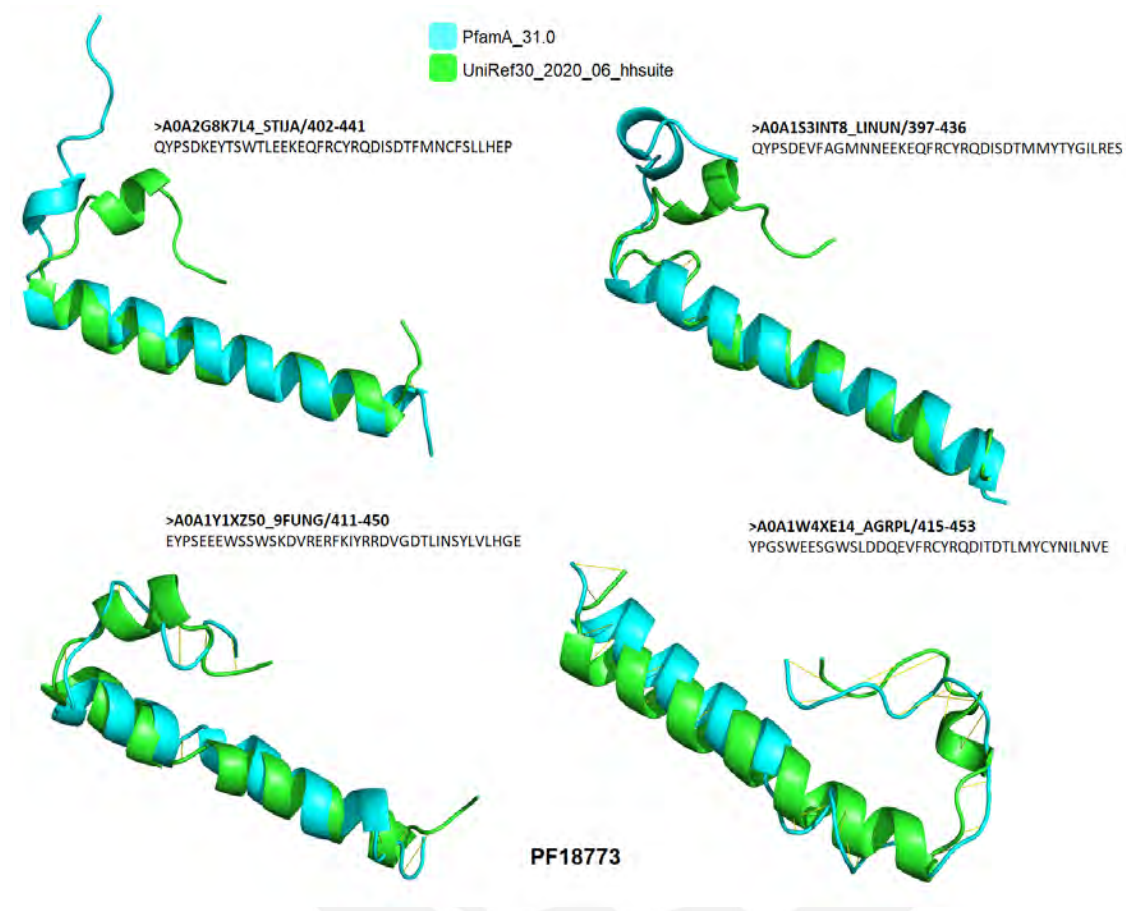 PfamA_31.0
UniRef30_2020_06_hhsuite
>A0A2G8K7L4_STIJA/402-441
QYPSDKEYTSWTLEEKEQFRCYRQDISDTFMNCFSLLHEP
>A0A1S3INT8_LINUN/397-436
QYPSDEVFAGMNNEEKEQFRCYRQDISDTMMYTYGILRES
>A0A1Y1XZ50_9FUNG/411-450
EYPSEEEWSSWSKDVRERFKIYRRDVGDTLINSYLVLHGE
>A0A1W4XE14_AGRPL/415-453
YPGSWEESGWSLDDQEVFRCYRQDITDTLMYCYNILNVE
PF18773